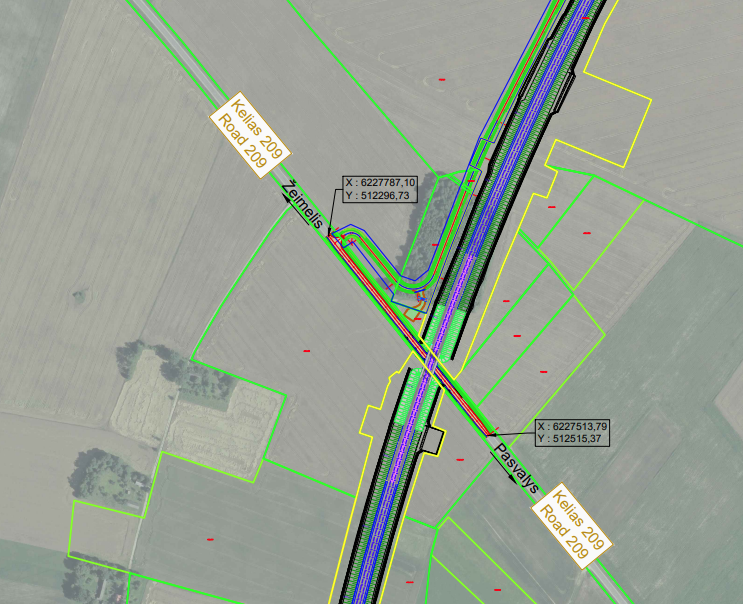 Kelias 209
Road 209
Žeimelis
X : 6227787,10
Y : 512296,73
X : 6227513,79
Y : 512515,37
Pasvalys
Kelias 209
Road 209